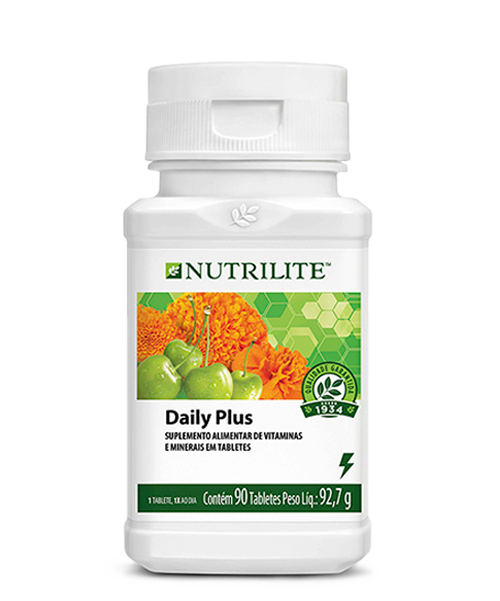 NUTRILITE™
QUALIDADE GARANTIDA
DESDE
1934
Daily Plus
SUPLEMENTO ALIMENTAR DE VITAMINAS
E MINERAIS EM TABLETES
1 TABLETE, 1X AO DIA Contém 90 Tabletes Peso Líq.: 92,7 g